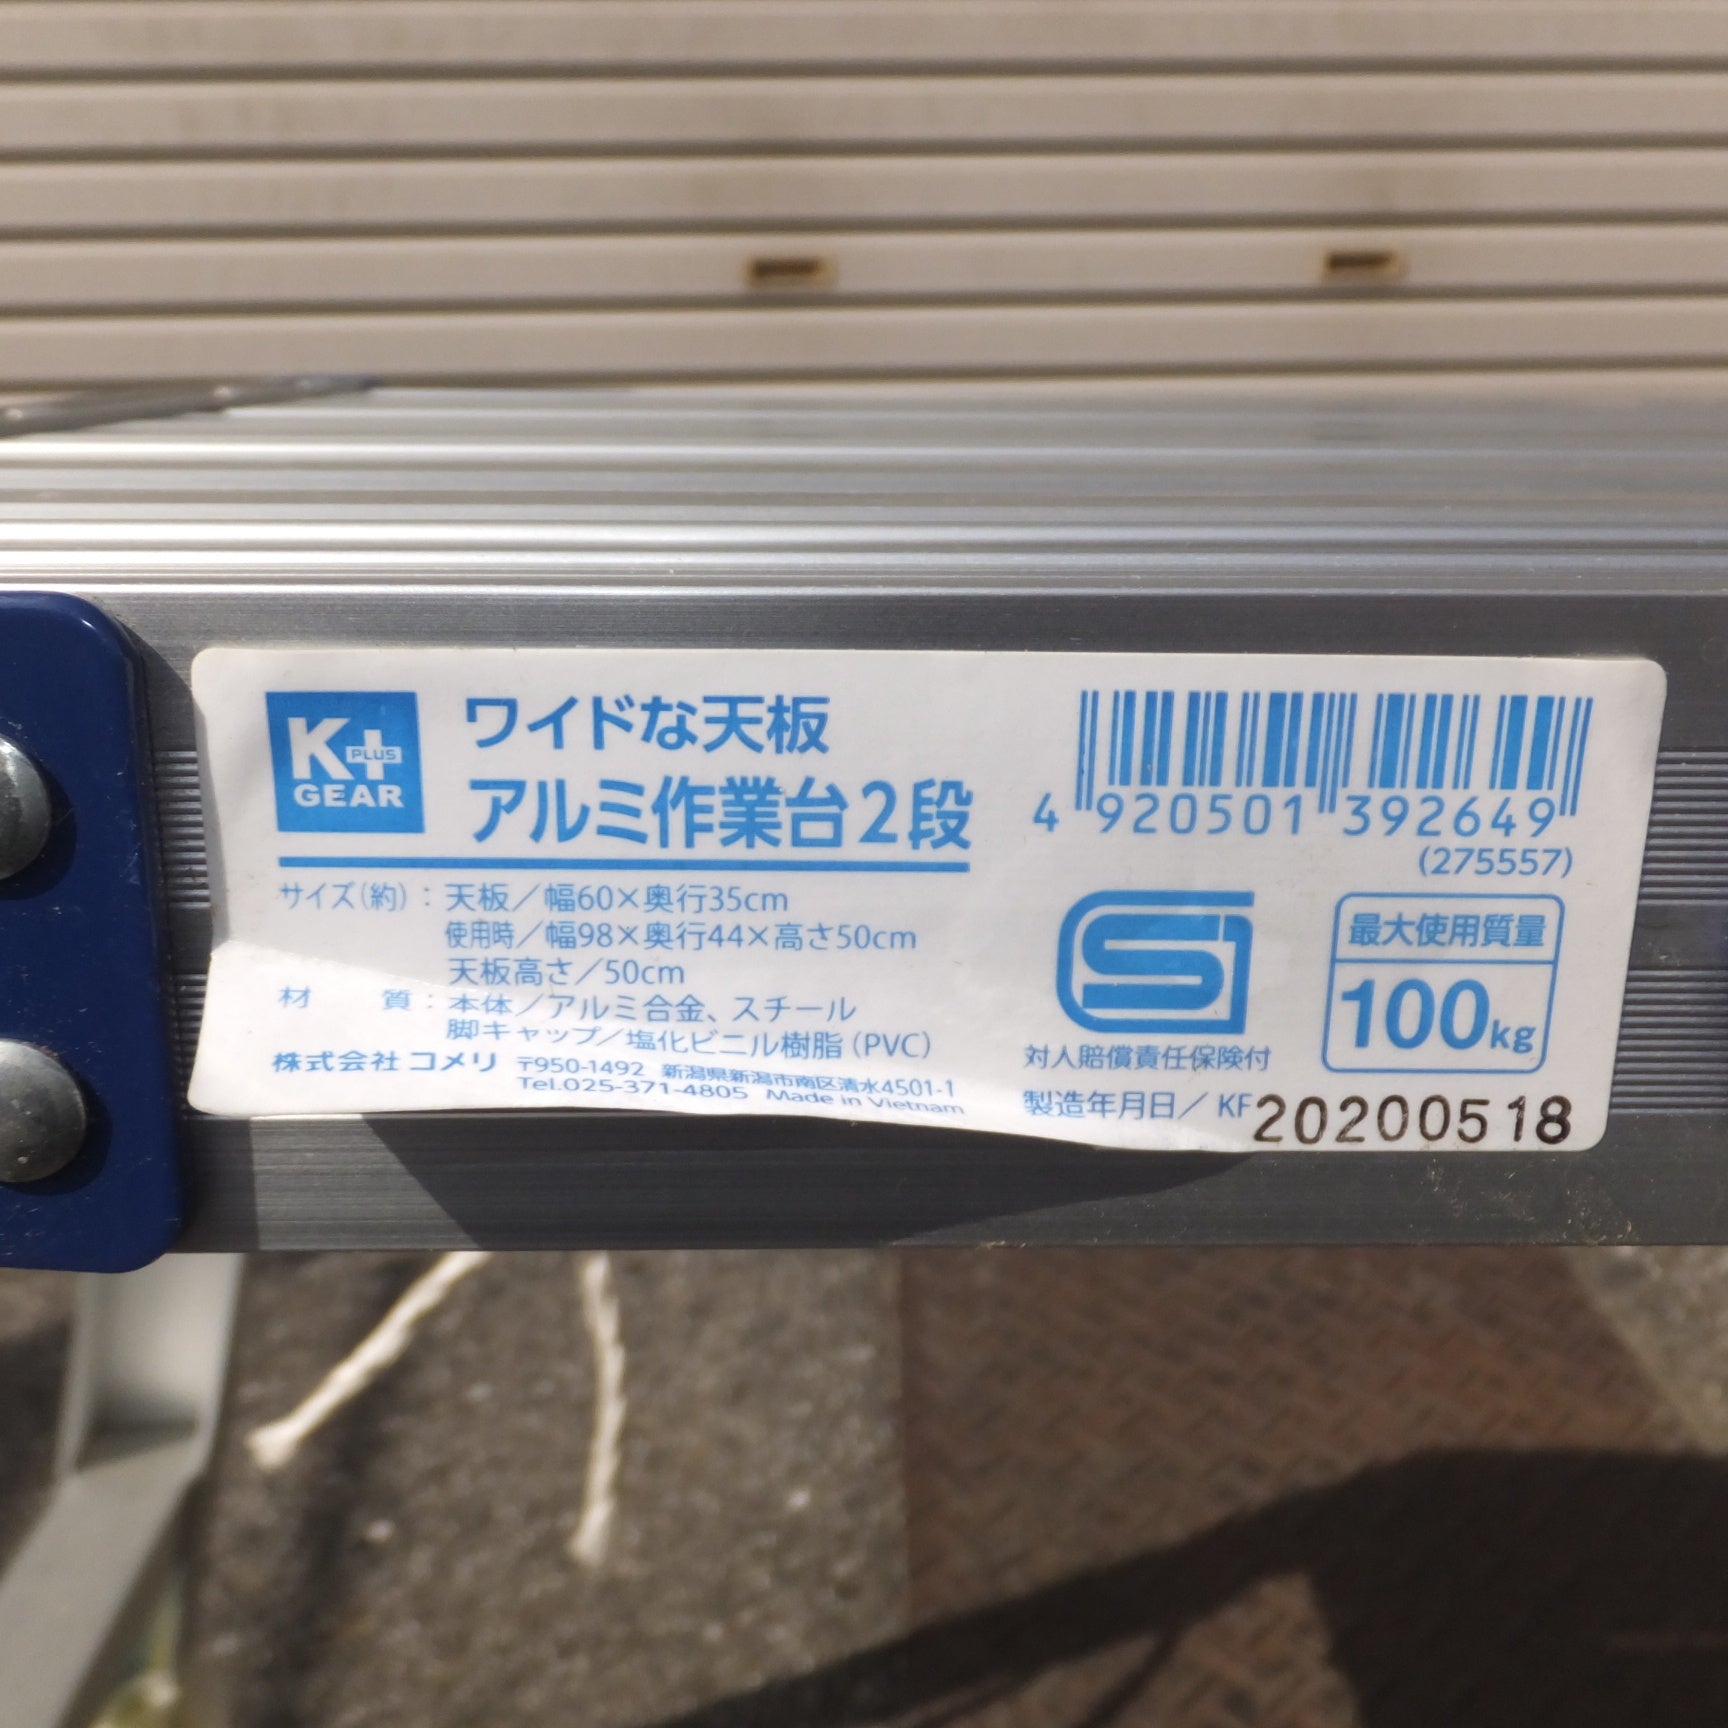 K+
PLUS
GEAR
ワイドな天板
アルミ作業台2段
サイズ(約):天板/幅60×奥行35cm
使用時/幅98×奥行44×高さ50cm
天板高さ/50cm
材 質:本体/アルミ合金、スチール
脚キャップ/塩化ビニル樹脂(PVC)
株式会社コメリ 〒950-1492 新潟県新潟市南区清水4501-1
Tel.025-371-4805 Made in Vietnam
4 920501 392649
(275557)
SG
対人賠償責任保険付
最大使用質量
100kg
製造年月日/KF20200518